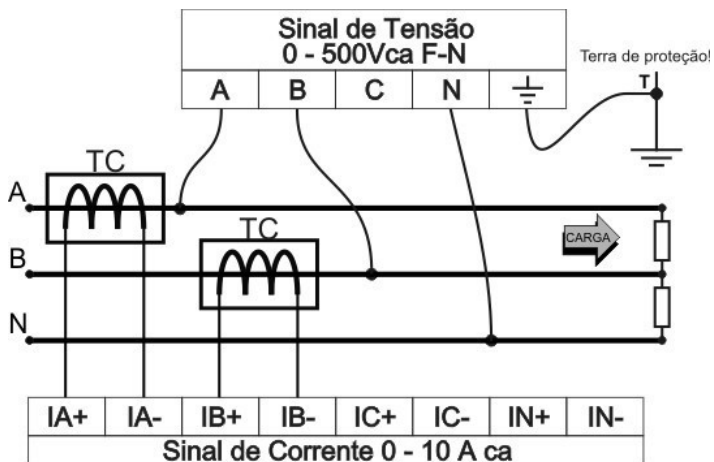 Sinal de Tensão
0 - 500Vca F-N
A B C N
Terra de proteção!
T
TC
A
TC
CARGA
B
N
IA+ IA- IB+ IB- IC+ IC- IN+ IN-
Sinal de Corrente 0 - 10 A ca